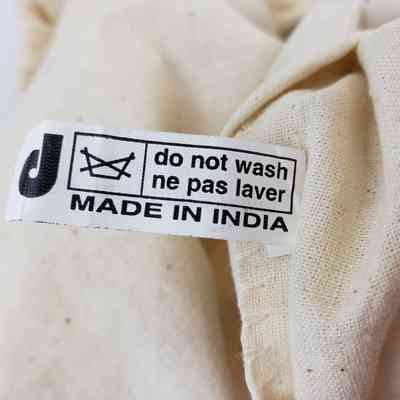 d
do not wash
ne pas laver
MADE IN INDIA